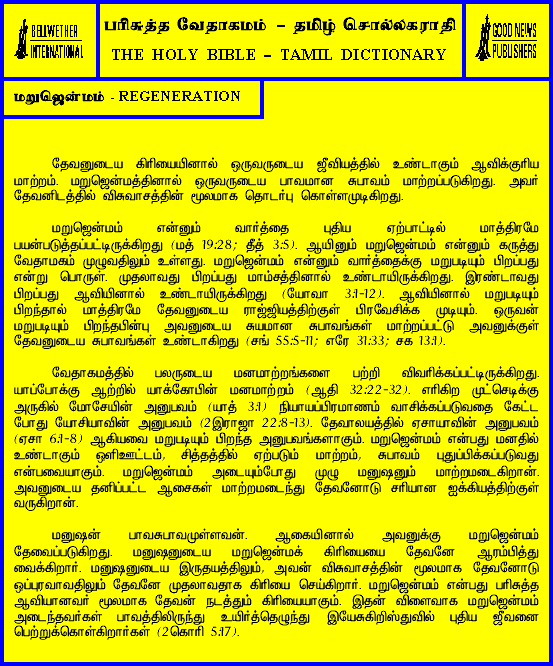 BELLWETHER
INTERNATIONAL
பரிசுத்த வேதாகமம் – தமிழ் சொல்லகராதி
THE HOLY BIBLE – TAMIL DICTIONARY
GOOD NEWS
PUBLISHERS
மறுஜென்மம் - REGENERATION
தேவனுடைய கிரியையினால் ஒருவருடைய ஜீவியத்தில் உண்டாகும் ஆவிக்குரிய
மாற்றம். மறுஜென்மத்தினால் ஒருவருடைய பாவமான சுபாவம் மாற்றப்படுகிறது. அவர்
தேவனிடத்தில் விசுவாசத்தின் மூலமாக தொடர்பு கொள்ளமுடிகிறது.
மறுஜென்மம் என்னும் வார்த்தை புதிய ஏற்பாட்டில் மாத்திரமே
பயன்படுத்தப்பட்டிருக்கிறது (மத் 19:28; தீத் 3:5). ஆயினும் மறுஜென்மம் என்னும் கருத்து
வேதாமகம் முழுவதிலும் உள்ளது. மறுஜென்மம் என்னும் வார்த்தைக்கு மறுபடியும் பிறப்பது
என்று பொருள். முதலாவது பிறப்பது மாம்சத்தினால் உண்டாயிருக்கிறது. இரண்டாவது
பிறப்பது ஆவியினால் உண்டாயிருக்கிறது (யோவா 3:1-12). ஆவியினால் மறுபடியும்
பிறந்தால் மாத்திரமே தேவனுடைய ராஜ்ஜியத்திற்குள் பிரவேசிக்க முடியும். ஒருவன்
மறுபடியும் பிறந்தபின்பு அவனுடைய சுயமான சுபாவங்கள் மாற்றப்பட்டு அவனுக்குள்
தேவனுடைய சுபாவங்கள் உண்டாகிறது (சங் 55:5-11; எரே 31:33; சக 13:1).
வேதாகமத்தில் பலருடைய மனமாற்றங்களை பற்றி விவரிக்கப்பட்டிருக்கிறது.
யாப்போக்கு ஆற்றில் யாக்கோபின் மனமாற்றம் (ஆதி 32:22-32). எரிகிற முட்செடிக்கு
அருகில் மோசேயின் அனுபவம் (யாத் 3:1) நியாயப்பிரமாணம் வாசிக்கப்படுவதை கேட்ட
போது யோசியாவின் அனுபவம் (2இராஜா 22:8-13). தேவாலயத்தில் ஏசாயாவின் அனுபவம்
(ஏசா 6:1-8) ஆகியவை மறுபடியும் பிறந்த அனுபவங்களாகும். மறுஜென்மம் என்பது மனதில்
உண்டாகும் ஒளிஊட்டம், சித்தத்தில் ஏற்படும் மாற்றம், சுபாவம் புதுப்பிக்கப்படுவது
என்பவையாகும். மறுஜென்மம் அடையும்போது முழு மனுஷனும் மாற்றமடைகிறான்.
அவனுடைய தனிப்பட்ட ஆசைகள் மாற்றமடைந்து தேவனோடு சரியான ஐக்கியத்திற்குள்
வருகிறான்.
மனுஷன் பாவசுபாவமுள்ளவன். ஆகையினால் அவனுக்கு மறுஜென்மம்
தேவைப்படுகிறது. மனுஷனுடைய மறுஜென்மக் கிரியையை தேவனே ஆரம்பித்து
வைக்கிறார். மனுஷனுடைய இருதயத்திலும், அவன் விசுவாசத்தின் மூலமாக தேவனோடு
ஒப்புரவாவதிலும் தேவனே முதலாவதாக கிரியை செய்கிறார். மறுஜென்மம் என்பது பரிசுத்த
ஆவியானவர் மூலமாக தேவன் நடத்தும் கிரியையாகும். இதன் விளைவாக மறுஜென்மம்
அடைந்தவர்கள் பாவத்திலிருந்து உயிர்த்தெழுந்து இயேசுகிறிஸ்துவில் புதிய ஜீவனை
பெற்றுக்கொள்கிறார்கள் (2கொரி 5:17).